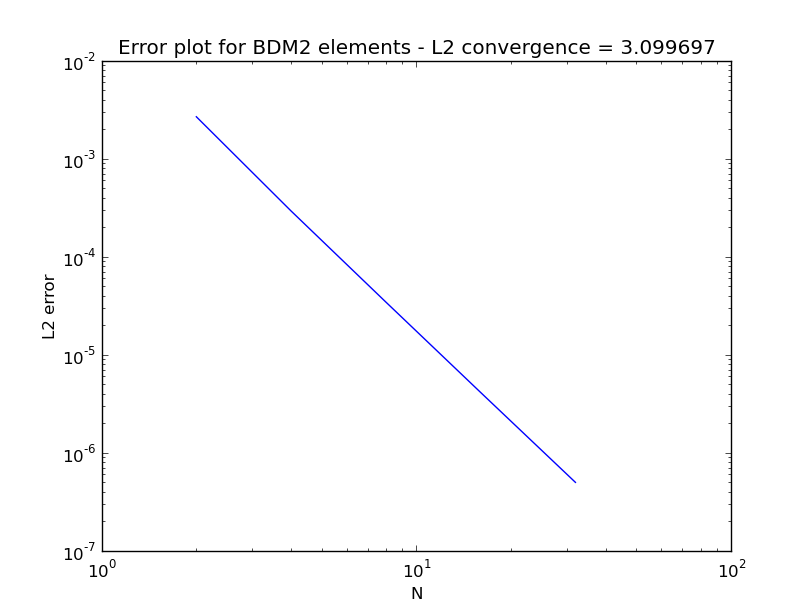 Error plot for BDM2 elements - L2 convergence = 3.099697
10^-2
10^-3
10^-4
10^-5
10^-6
10^-7
L2 error
10^0 10^1 10^2
N